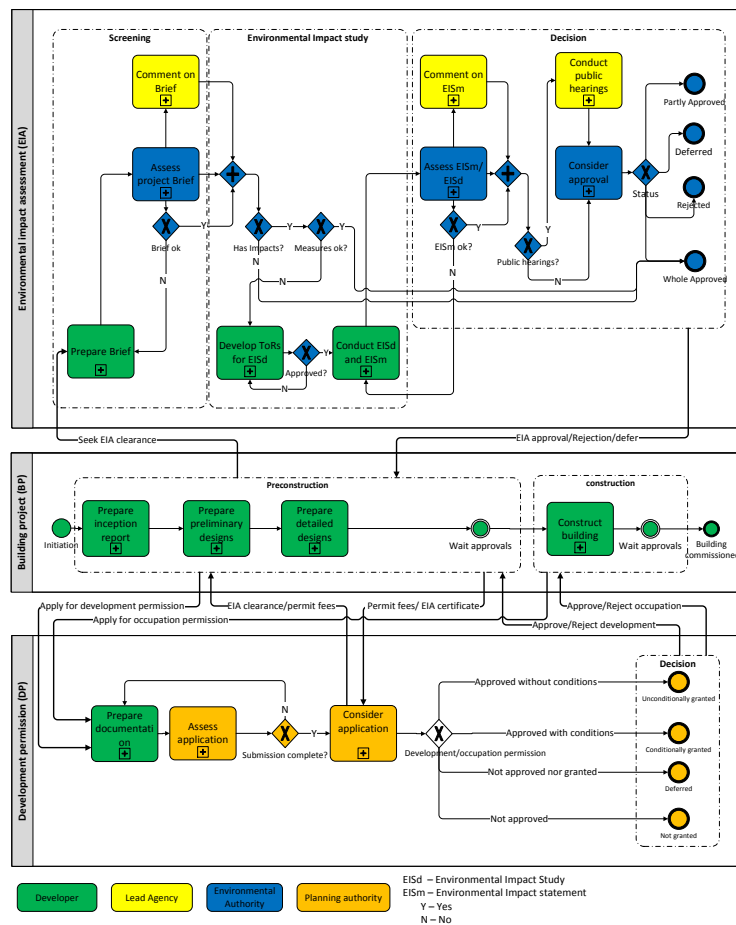 Environmental impact assessment (EIA)
Screening
Environmental Impact study
Decision
Comment on
Brief
Comment on
EISm
Conduct
public
hearings
Partly Approved
Assess
project Brief
Assess EISm/
EISd
Consider
approval
Deferred
Status
Rejected
Brief ok
Y
Has Impacts?
Y
Measures ok?
Y
EISm ok?
Y
Public hearings?
Y
N
N
N
N
N
Whole Approved
Prepare Brief
Develop ToRs
for EISd
Approved?
Y
N
Conduct EISd
and EISm
Seek EIA clearance
EIA approval/Rejection/defer
Building project (BP)
Preconstruction
construction
Initiation
Prepare
inception
report
Prepare
preliminary
designs
Prepare
detailed
designs
Wait approvals
Construct
building
Wait approvals
Building
commissioned
Apply for development permission
EIA clearance/permit fees
Permit fees/ EIA certificate
Approve/Reject occupation
Apply for occupation permission
Approve/Reject development
Development permission (DP)
Decision
N
Approved without conditions
Unconditionally granted
Prepare
documentati
on
Assess
application
Submission complete?
Y
Consider
application
Approved with conditions
Conditionally granted
Development/occupation permission
Not approved nor granted
Deferred
Not approved
Not granted
Developer
Lead Agency
Environmental
Authority
Planning authority
EISd – Environmental Impact Study
EISm – Environmental Impact statement
Y – Yes
N – No